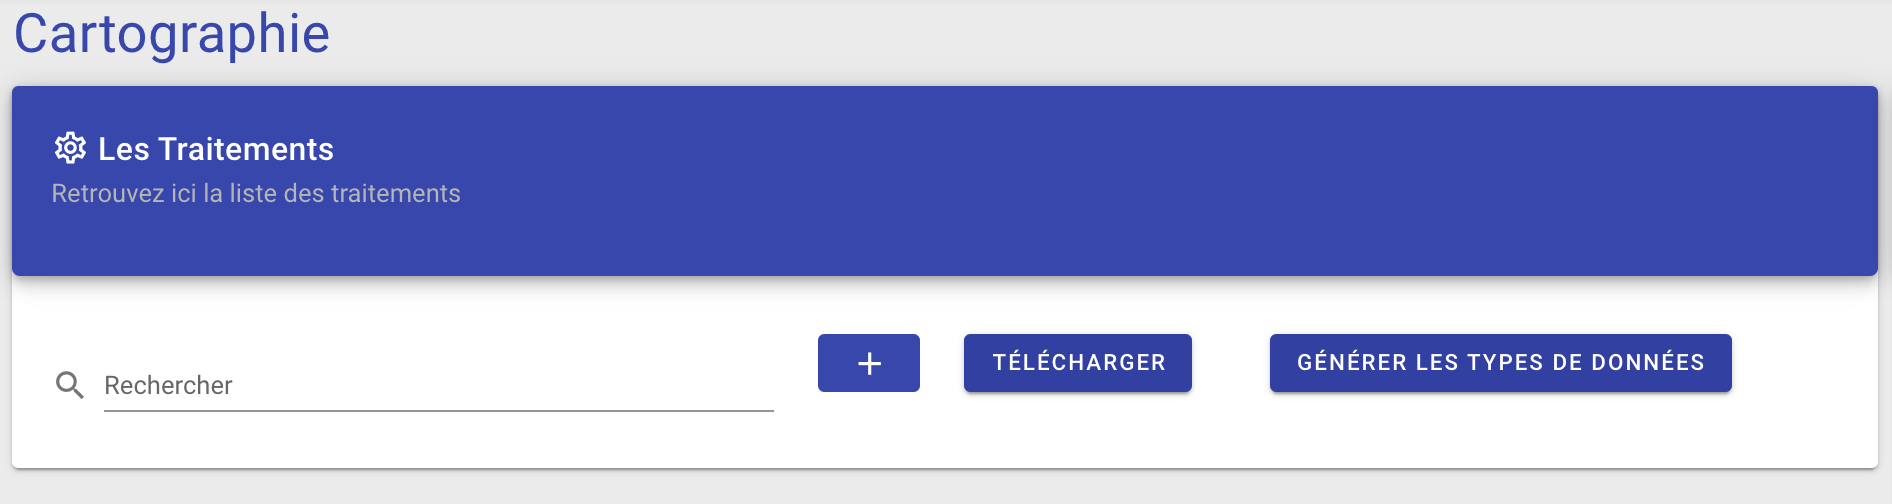 Cartographie
Les Traitements
Retrouvez ici la liste des traitements
Rechercher
+
TÉLÉCHARGER
GÉNÉRER LES TYPES DE DONNÉES